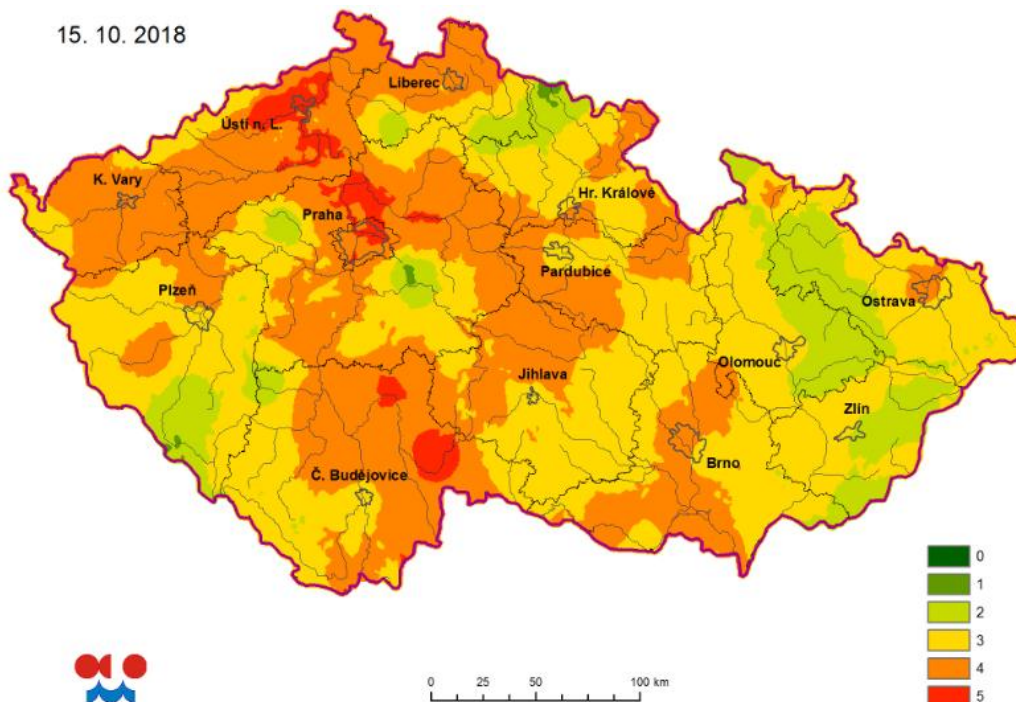 15. 10. 2018
Liberec
Ústí n. L.
K. Vary
Hr. Králové
Praha
Pardubice
Plzeň
Ostrava
Olomouc
Jihlava
Zlín
Brno
Č. Budějovice
0
1
2
3
4
5
0 25 50 100 km